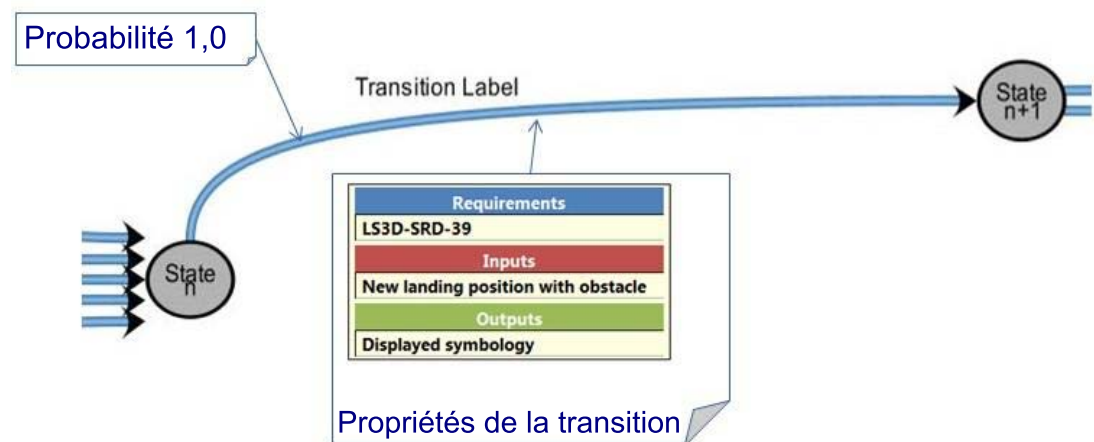 Probabilité 1,0
Transition Label
State
n+1
Requirements
LS3D-SRD-39
Inputs
New landing position with obstacle
Outputs
Displayed symbology
State
n
Propriétés de la transition